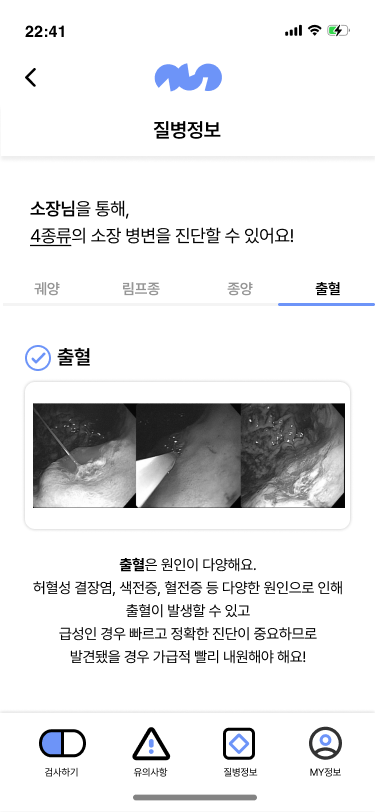 22:41
질병정보
소장님을 통해,
4종류의 소장 병변을 진단할 수 있어요!
궤양 림프종 종양 출혈
출혈
출혈은 원인이 다양해요.
허혈성 결장염, 색전증, 혈전증 등 다양한 원인으로 인해
출혈이 발생할 수 있고
급성인 경우 빠르고 정확한 진단이 중요하므로
발견됐을 경우 가급적 빨리 내원해야 해요!
검사하기 유의사항 질병정보 MY정보